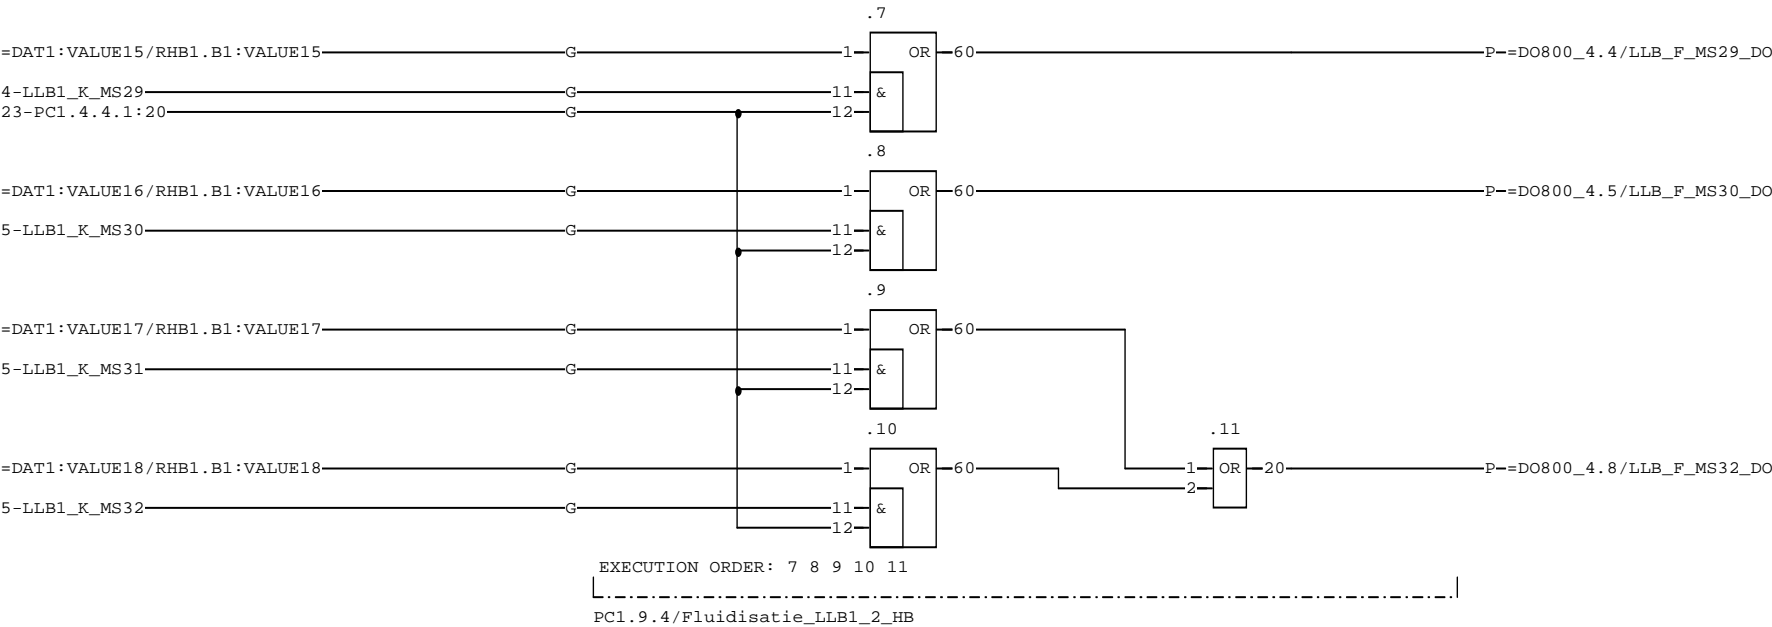 .7
=DAT1:VALUE15/RHB1.B1:VALUE15 G 1 OR 60 P-=DO800_4.4/LLB_F_MS29_DO
4-LLB1_K_MS29 G 11 &
23-PC1.4.4.1:20 G 12
.8
=DAT1:VALUE16/RHB1.B1:VALUE16 G 1 OR 60 P-=DO800_4.5/LLB_F_MS30_DO
5-LLB1_K_MS30 G 11 &
12
.9
=DAT1:VALUE17/RHB1.B1:VALUE17 G 1 OR 60
5-LLB1_K_MS31 G 11 &
12
.10 .11
=DAT1:VALUE18/RHB1.B1:VALUE18 G 1 OR 60 1 OR 20 P-=DO800_4.8/LLB_F_MS32_DO
2
5-LLB1_K_MS32 G 11 &
12
EXECUTION ORDER: 7 8 9 10 11
PC1.9.4/Fluidisatie_LLB1_2_HB